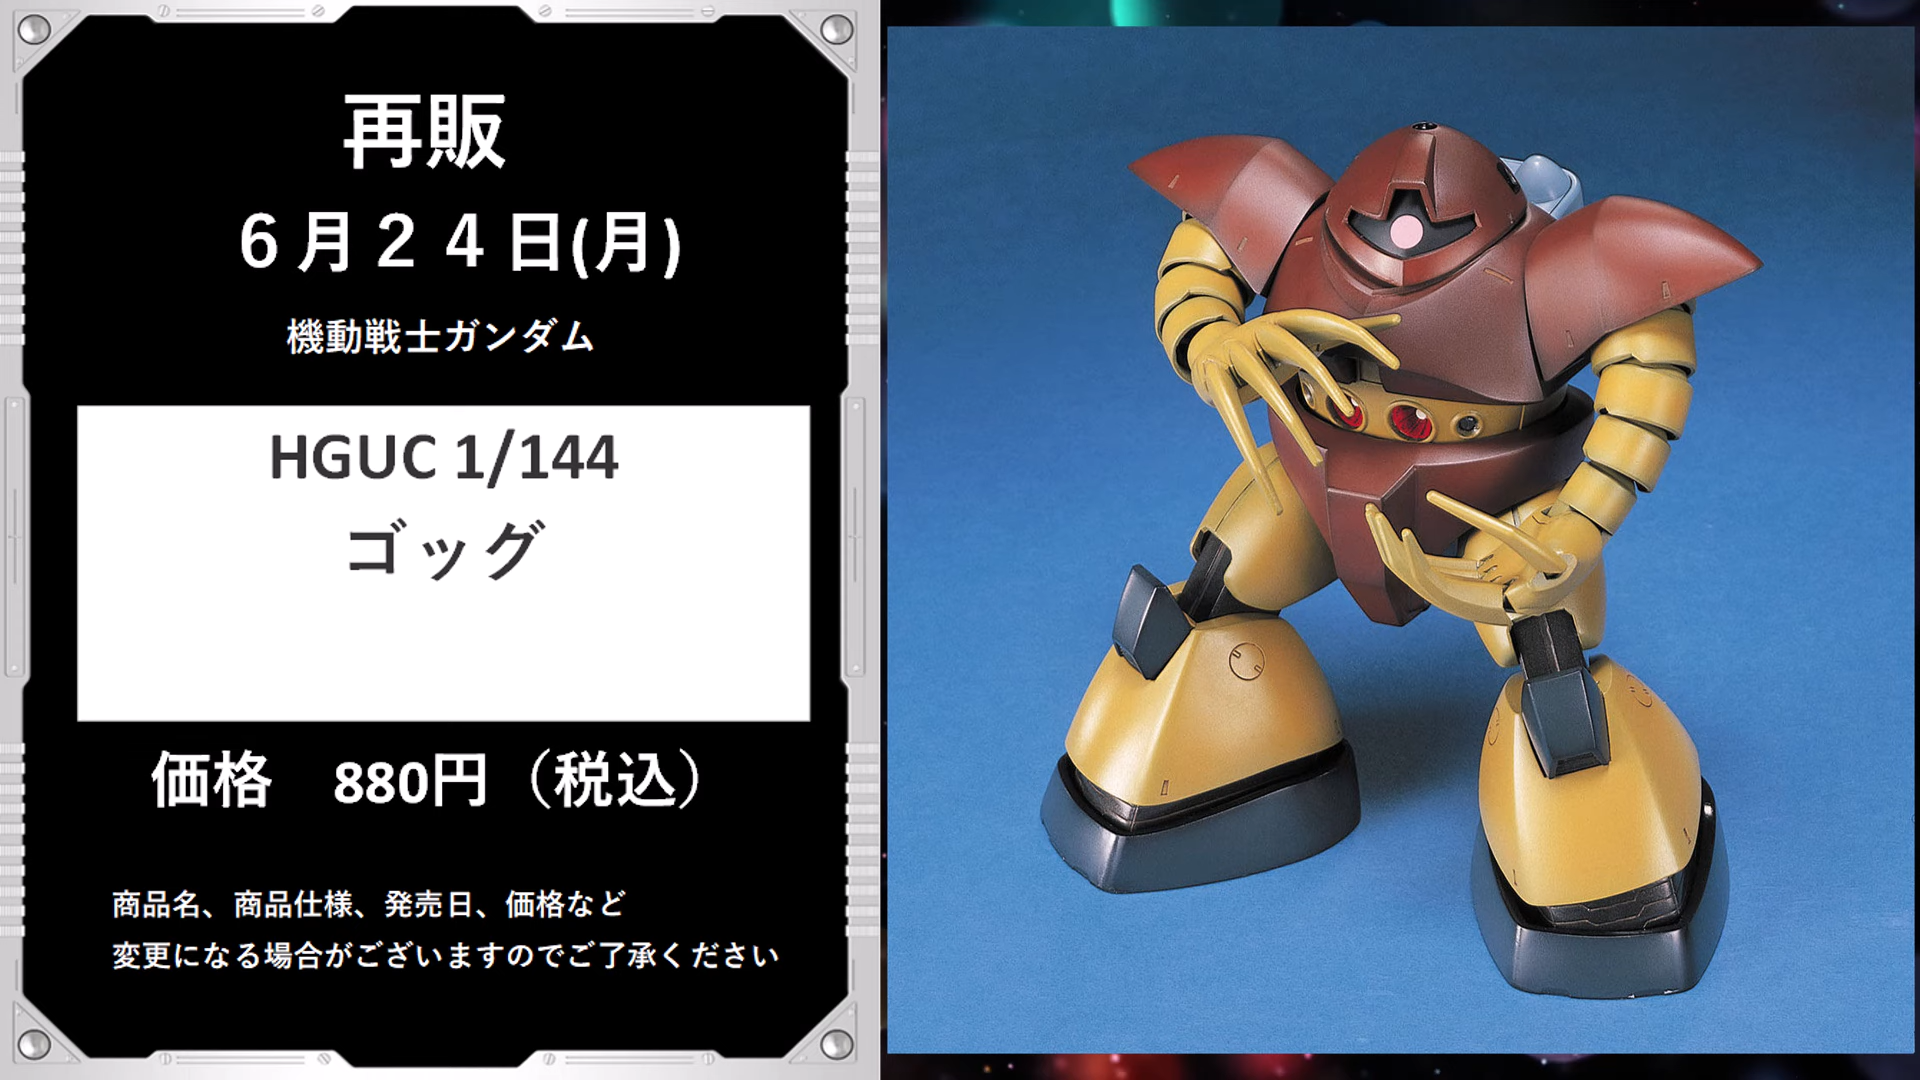 再販
６月２４日(月)
機動戦士ガンダム
HGUC 1/144
ゴッグ
価格　880円（税込）
商品名、商品仕様、発売日、価格など
変更になる場合がございますのでご了承ください